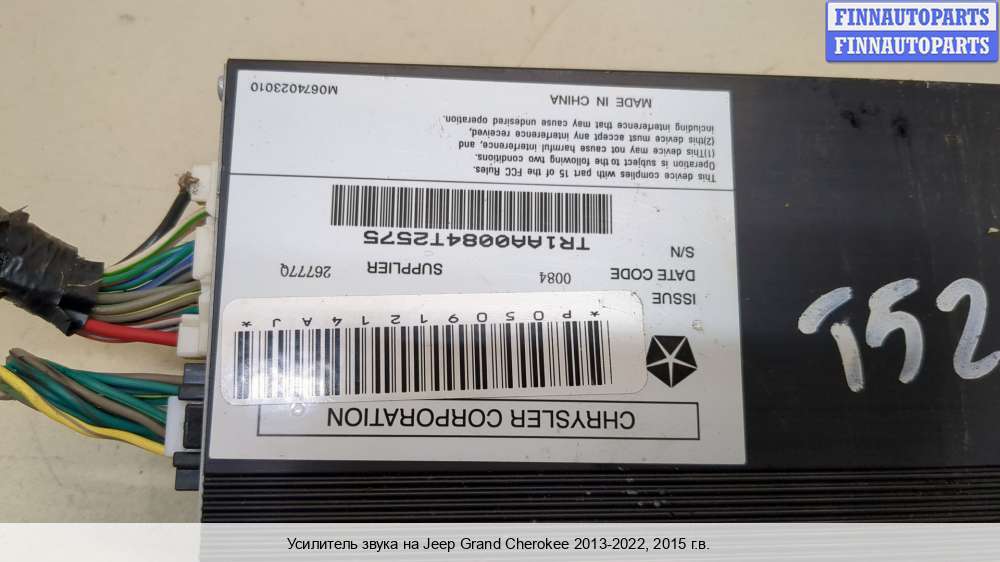 FINNAUTOPARTS
FINNAUTOPARTS
CHRYSLER CORPORATION
*P05091214AJ*
ISSUE
DATE CODE 0084 SUPPLIER 26777Q
S/N
TR1AA0084T2575
This device complies with part 15 of the FCC Rules.
Operation is subject to the following two conditions.
(1)This device may not cause harmful interference, and,
(2)this device must accept any interference received,
including interference that may cause undesired operation.
MADE IN CHINA M0674023010
T52
Усилитель звука на Jeep Grand Cherokee 2013-2022, 2015 г.в.